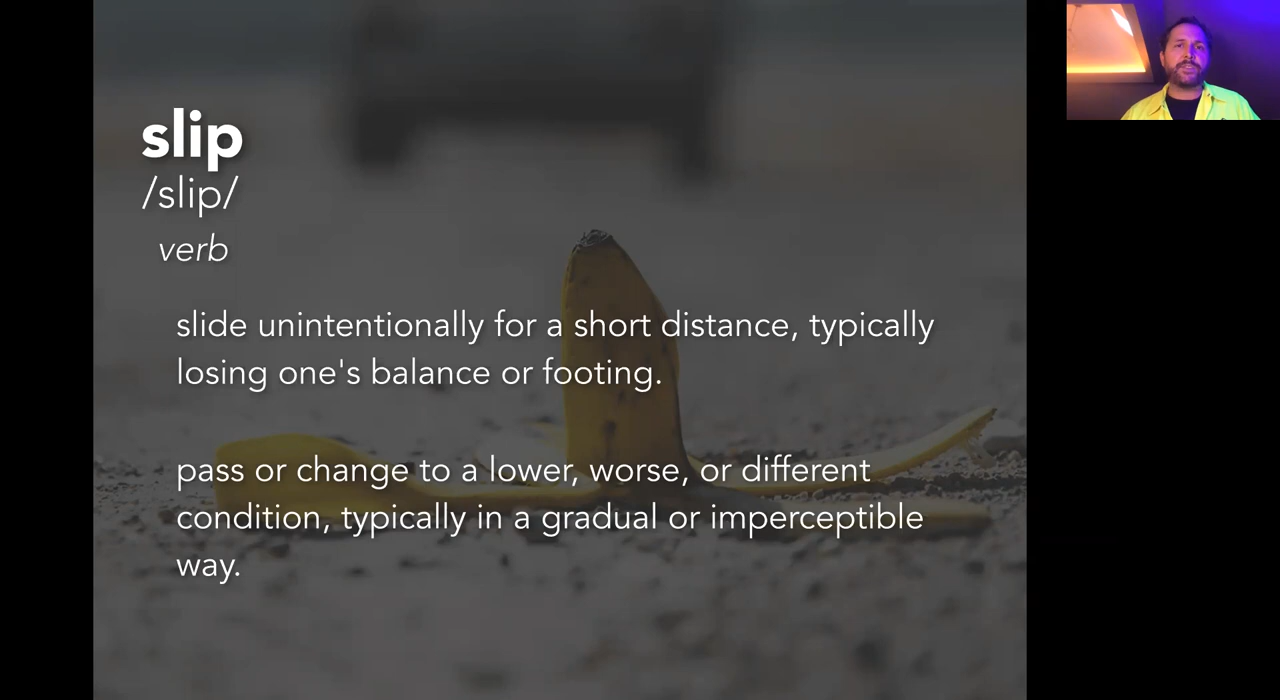 slip
/slip/
verb
slide unintentionally for a short distance, typically
losing one's balance or footing.
pass or change to a lower, worse, or different
condition, typically in a gradual or imperceptible
way.